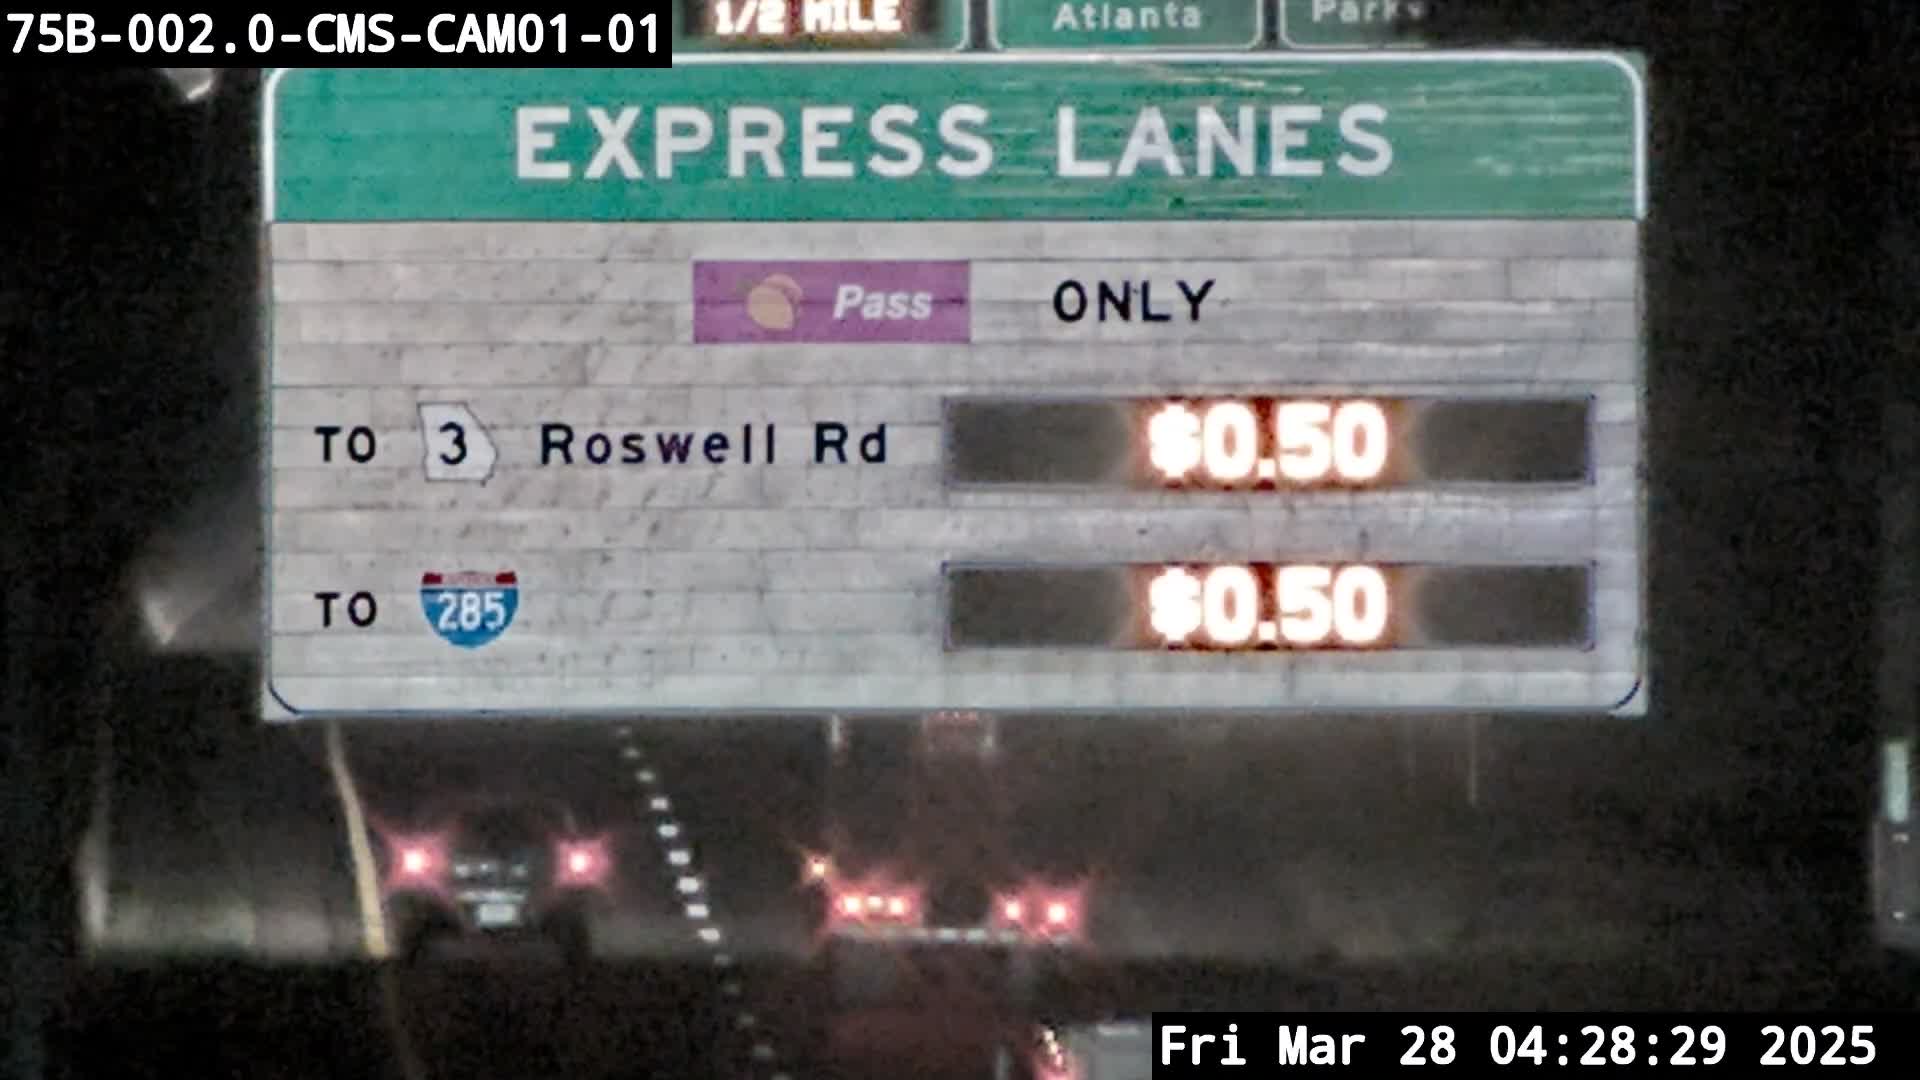 75B-002.0-CMS-CAM01-01
1/2 MILE
Atlanta
EXPRESS LANES
Pass ONLY
TO 3 Roswell Rd $0.50
TO 285 $0.50
Fri Mar 28 04:28:29 2025